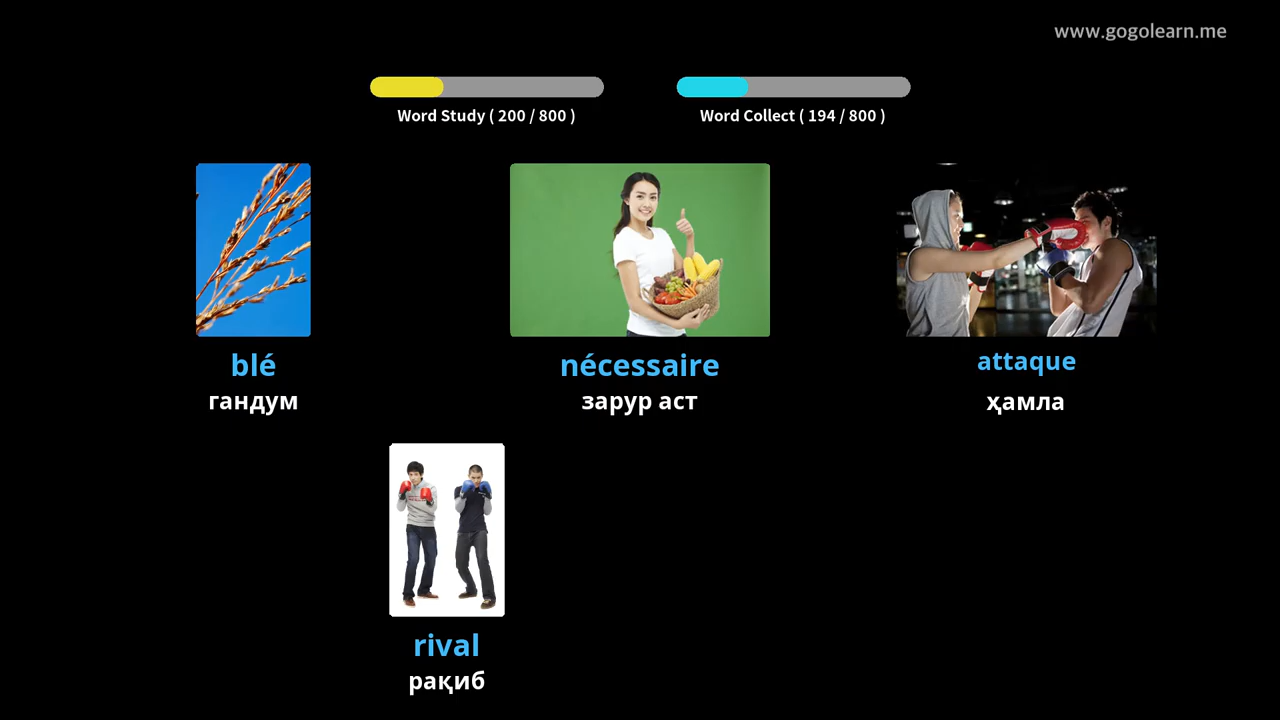 www.gogolearn.me
Word Study ( 200 / 800 )
Word Collect ( 194 / 800 )
blé
гандум
nécessaire
зарур аст
attaque
ҳамла
rival
рақиб